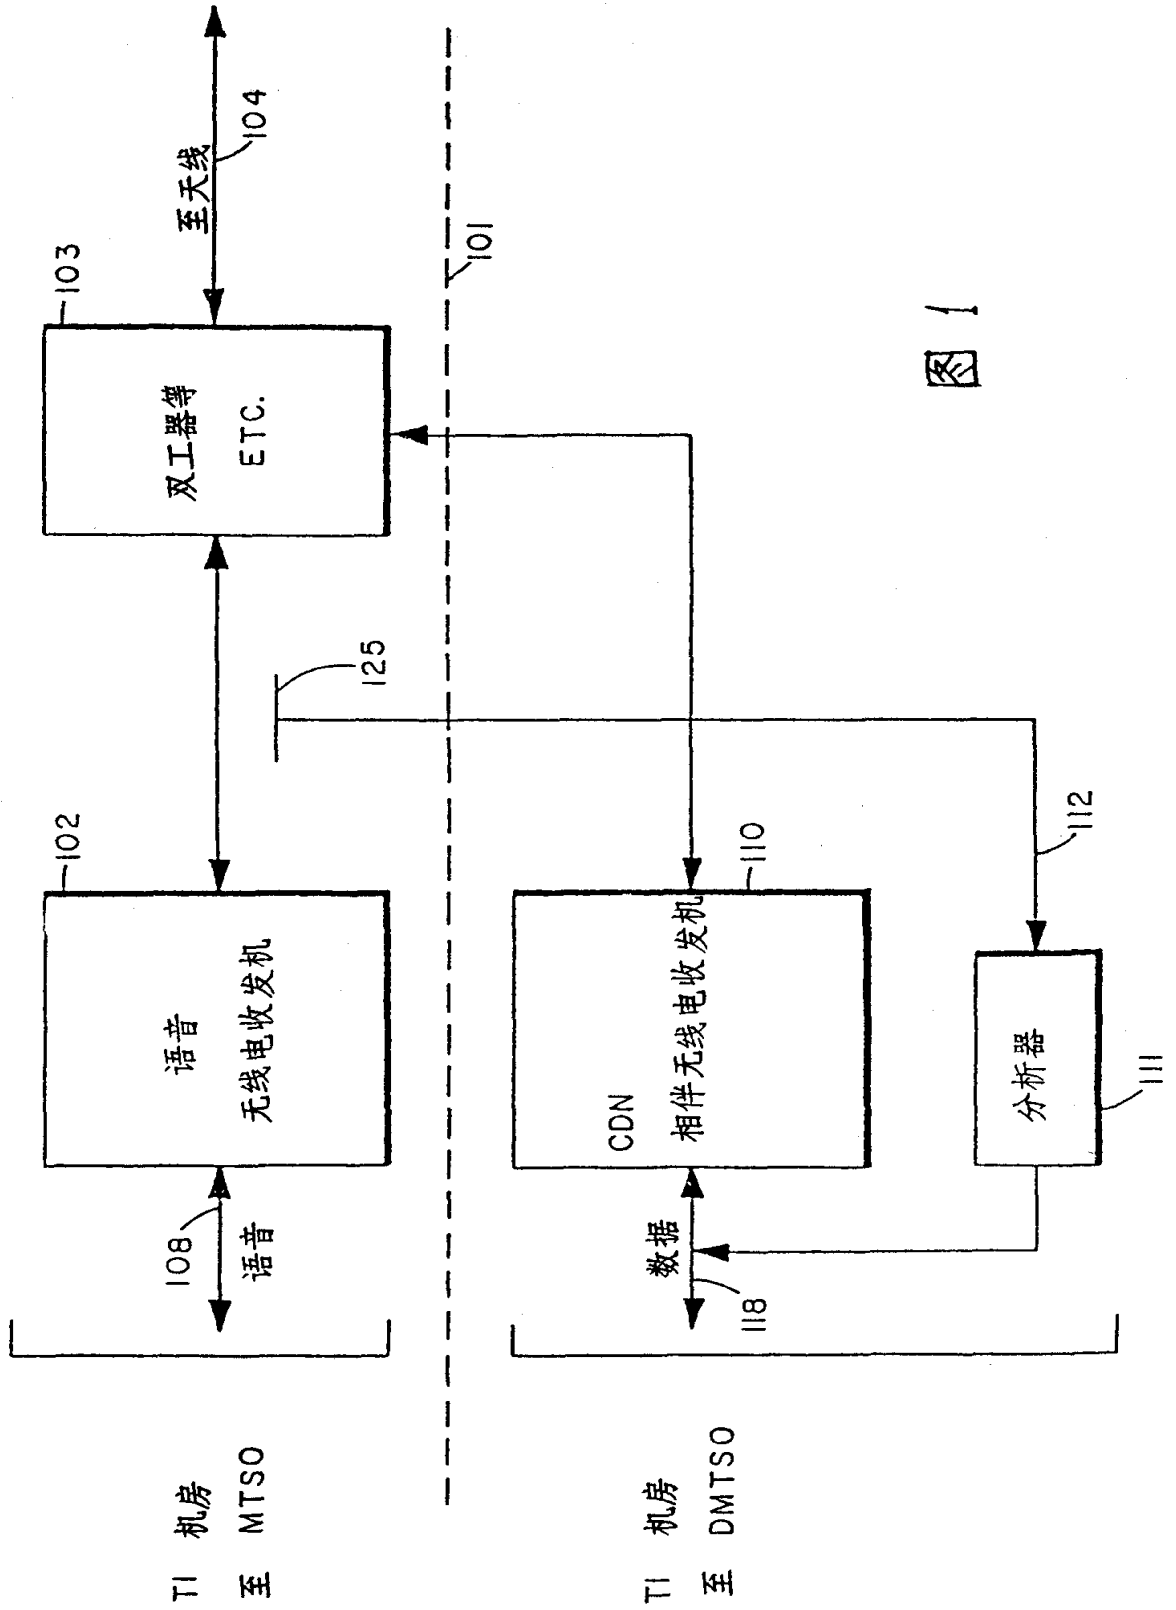 TI 机房
至 MTSO
108
语音
语音
无线电收发机
102
125
双工器等
ETC.
103
至天线
104
101
TI 机房
至 DMTSO
数据
118
CDN
相伴无线电收发机
110
分析器
111
112
图 1